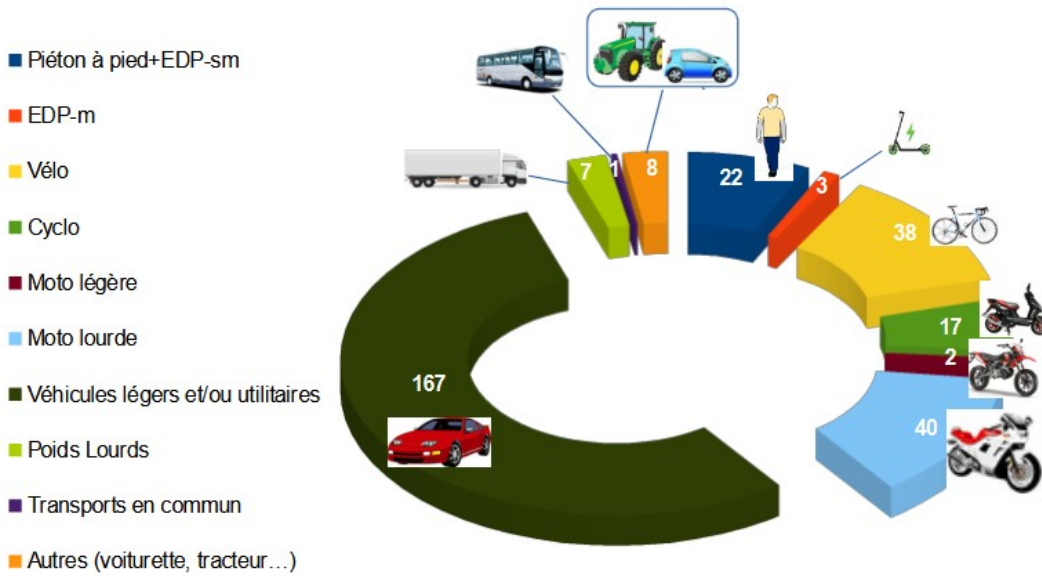 Piéton à pied+EDP-sm
EDP-m
Vélo
Cyclo
Moto légère
Moto lourde
Véhicules légers et/ou utilitaires
Poids Lourds
Transports en commun
Autres (voiturette, tracteur…)
7
1
8
22
3
38
17
2
40
167